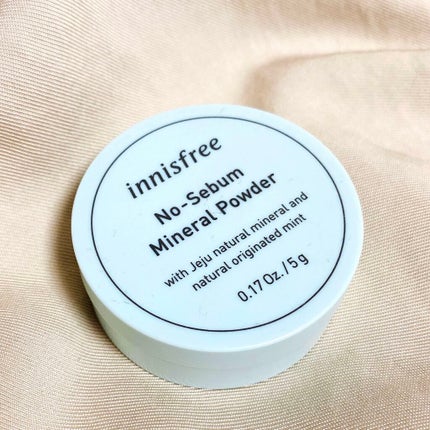 innisfree
No-Sebum
Mineral Powder
with Jeju natural mineral and
natural originated mint
0.17 Oz./5 g